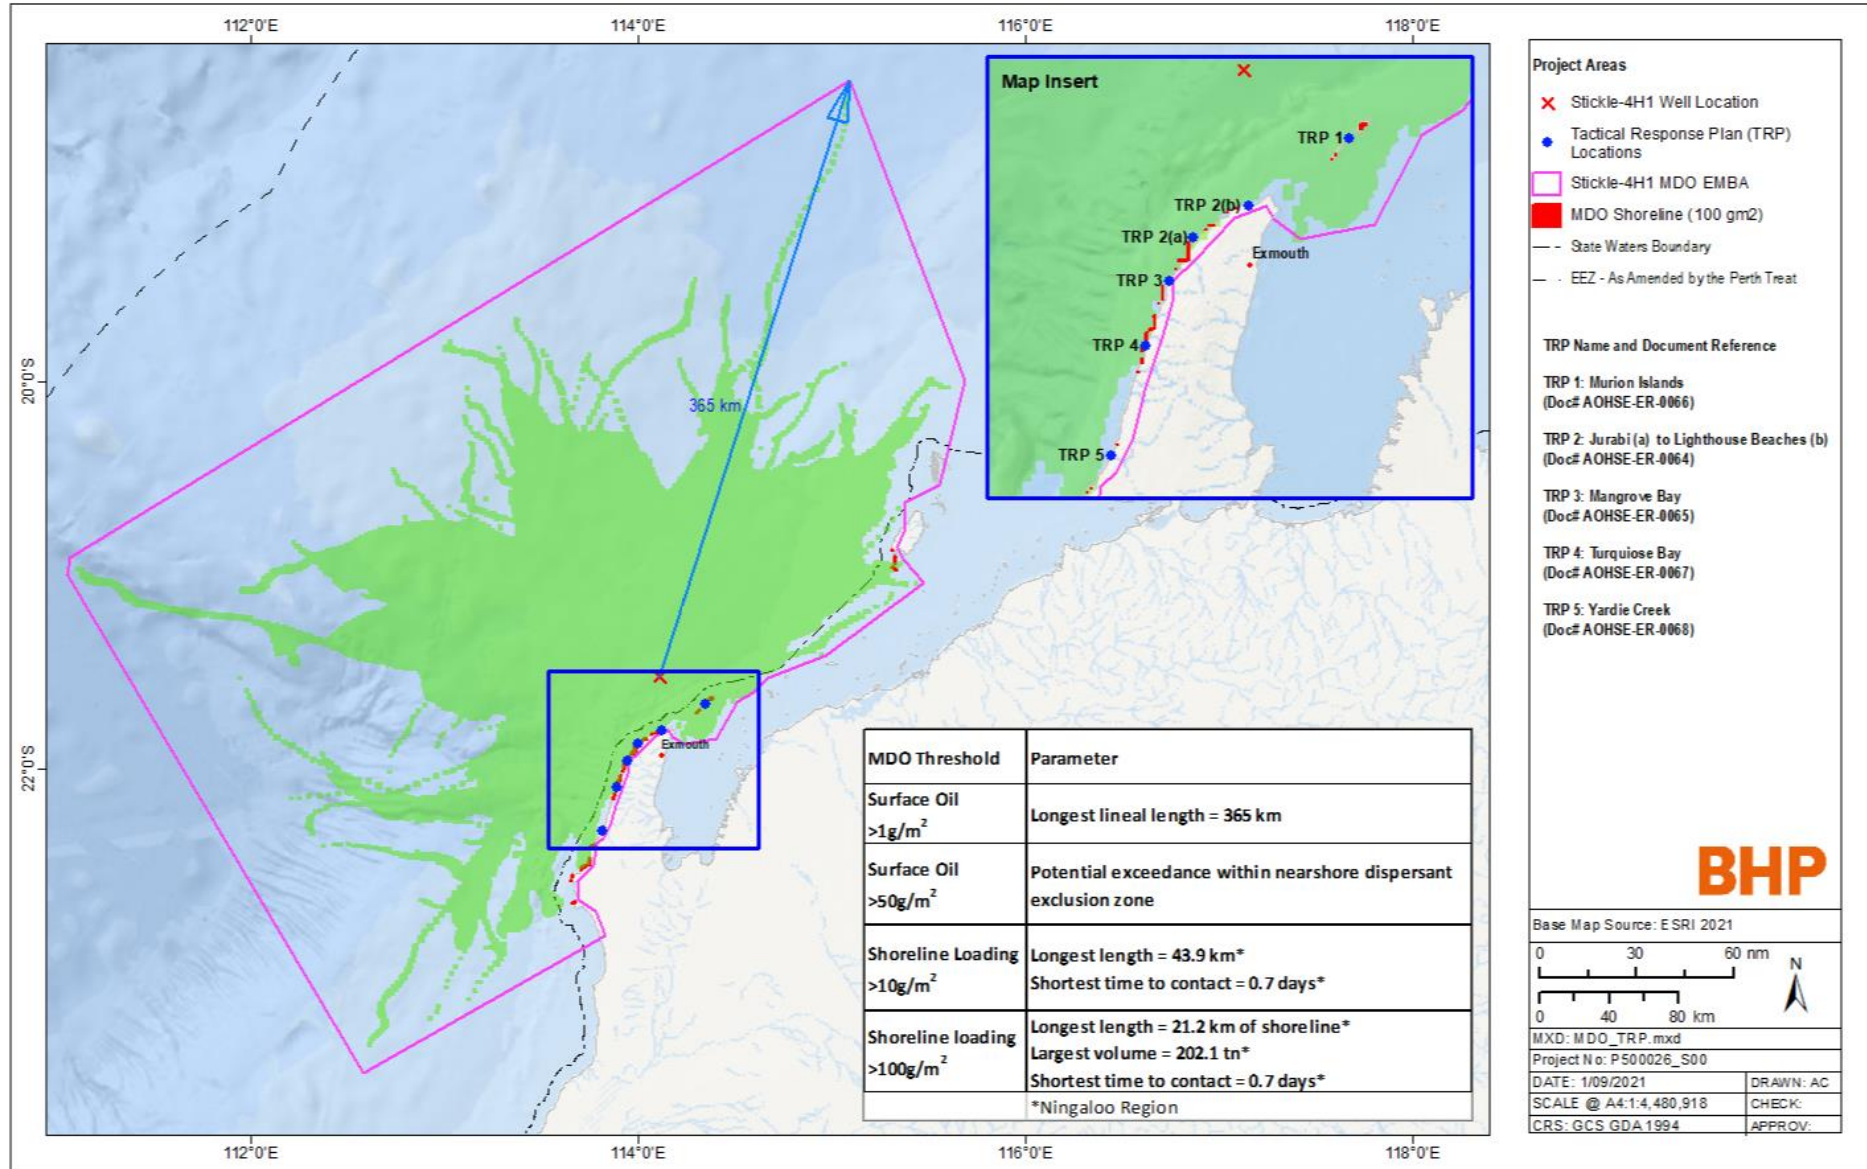 112°0'E
114°0'E
116°0'E
118°0'E
20°0'S
22°0'S
365 km
Exmouth
Map Insert
TRP 1
TRP 2(b)
TRP 2(a)
Exmouth
TRP 3
TRP 4
TRP 5
MDO Threshold
Parameter
Surface Oil
>1g/m²
Longest lineal length = 365 km
Surface Oil
>50g/m²
Potential exceedance within nearshore dispersant
exclusion zone
Shoreline Loading
>10g/m²
Longest length = 43.9 km*
Shortest time to contact = 0.7 days*
Shoreline loading
>100g/m²
Longest length = 21.2 km of shoreline*
Largest volume = 202.1 tn*
Shortest time to contact = 0.7 days*
*Ningaloo Region
112°0'E
114°0'E
116°0'E
118°0'E
Project Areas
Stickle-4H1 Well Location
Tactical Response Plan (TRP)
Locations
Stickle-4H1 MDO EMBA
MDO Shoreline (100 gm2)
State Waters Boundary
EEZ - As Amended by the Perth Treat
TRP Name and Document Reference
TRP 1: Murion Islands
(Doc# AOHSE-ER-0066)
TRP 2: Jurabi (a) to Lighthouse Beaches (b)
(Doc# AOHSE-ER-0064)
TRP 3: Mangrove Bay
(Doc# AOHSE-ER-0065)
TRP 4: Turquiose Bay
(Doc# AOHSE-ER-0067)
TRP 5: Yardie Creek
(Doc# AOHSE-ER-0068)
BHP
Base Map Source: ESRI 2021
0 30 60 nm
N
0 40 80 km
MXD: MDO_TRP.mxd
Project No: P500026_S00
DATE: 1/09/2021
DRAWN: AC
SCALE @ A4:1:4,480,918
CHECK:
CRS: GCS GDA 1994
APPROV: